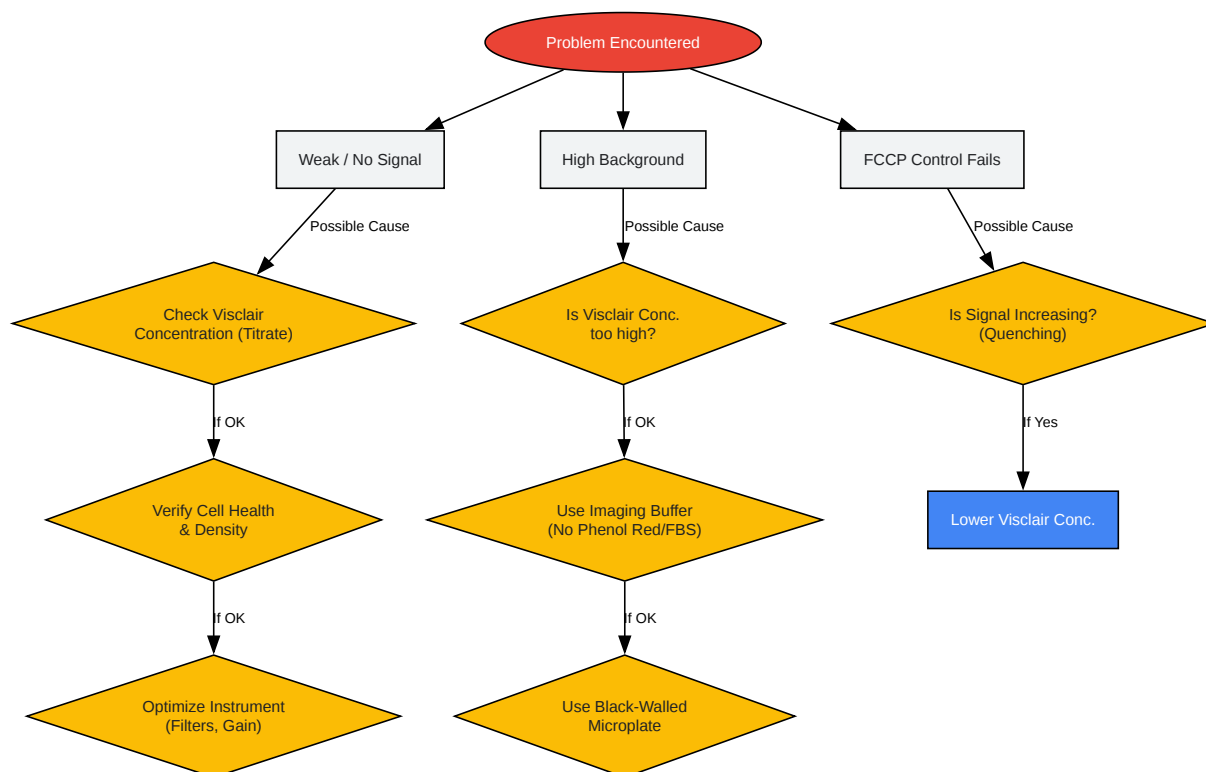 Problem Encountered
Weak / No Signal
High Background
FCCP Control Fails
Possible Cause
Possible Cause
Possible Cause
Check Visclair
Concentration (Titrate)
Is Visclair Conc.
too high?
Is Signal Increasing?
(Quenching)
If OK
If OK
If Yes
Verify Cell Health
& Density
Use Imaging Buffer
(No Phenol Red/FBS)
Lower Visclair Conc.
If OK
If OK
Optimize Instrument
(Filters, Gain)
Use Black-Walled
Microplate